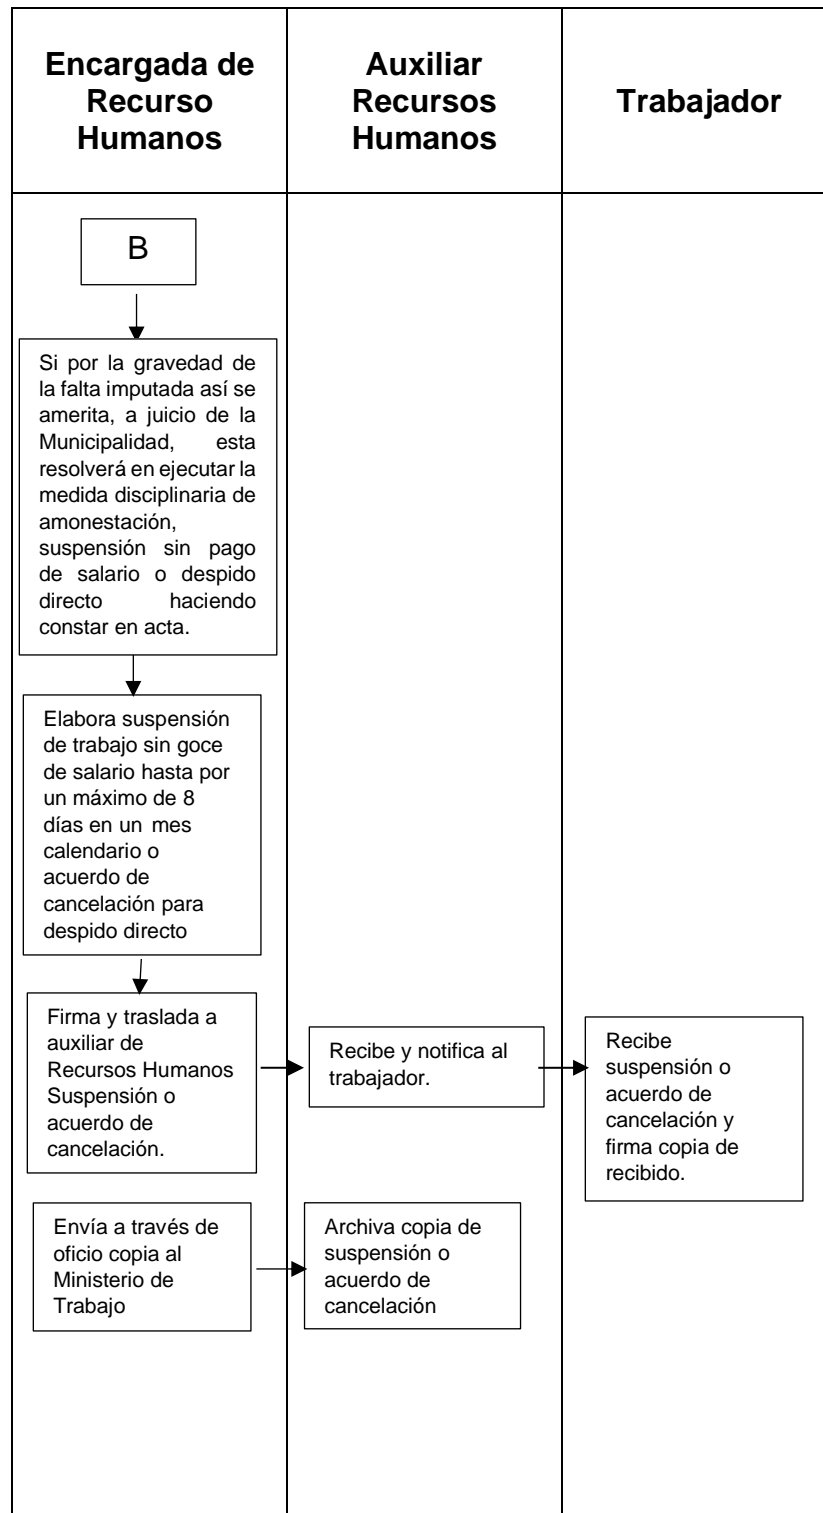 Encargada de
Recurso
Humanos
Auxiliar
Recursos
Humanos
Trabajador
B
Si por la gravedad de
la falta imputada así se
amerita, a juicio de la
Municipalidad, esta
resolverá en ejecutar la
medida disciplinaria de
amonestación,
suspensión sin pago
de salario o despido
directo haciendo
constar en acta.
Elabora suspensión
de trabajo sin goce
de salario hasta por
un máximo de 8
días en un mes
calendario o
acuerdo de
cancelación para
despido directo
Firma y traslada a
auxiliar de
Recursos Humanos
Suspensión o
acuerdo de
cancelación.
Recibe y notifica al
trabajador.
Recibe
suspensión o
acuerdo de
cancelación y
firma copia de
recibido.
Envía a través de
oficio copia al
Ministerio de
Trabajo
Archiva copia de
suspensión o
acuerdo de
cancelación